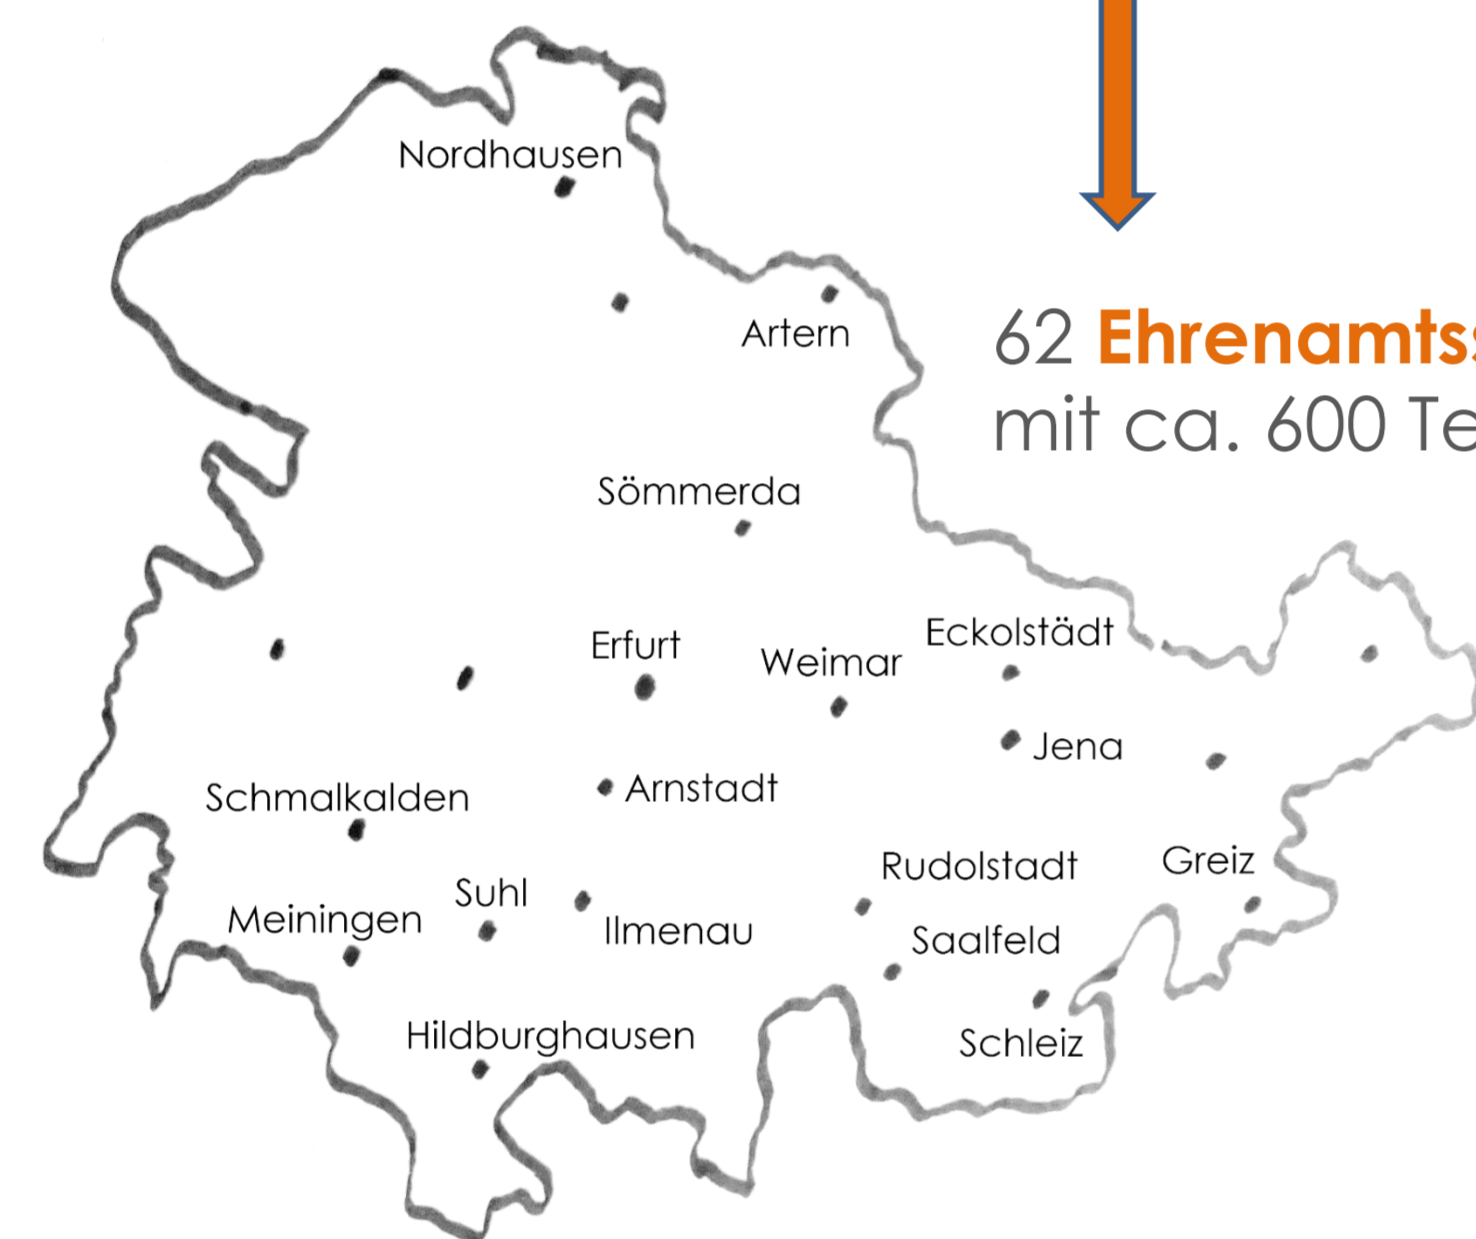 Nordhausen
Artern
62 Ehrenamts
mit ca. 600 Te
Sömmerda
Erfurt
Weimar
Eckolstädt
Jena
Schmalkalden
Arnstadt
Rudolstadt
Greiz
Suhl
Meiningen
Ilmenau
Saalfeld
Hildburghausen
Schleiz